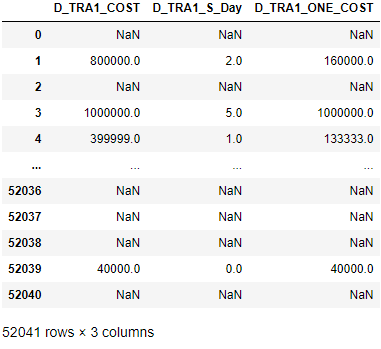 D_TRA1_COST D_TRA1_S_Day D_TRA1_ONE_COST
0 NaN NaN NaN
1 800000.0 2.0 160000.0
2 NaN NaN NaN
3 1000000.0 5.0 1000000.0
4 399999.0 1.0 133333.0
... ... ... ...
52036 NaN NaN NaN
52037 NaN NaN NaN
52038 NaN NaN NaN
52039 40000.0 0.0 40000.0
52040 NaN NaN NaN
52041 rows × 3 columns